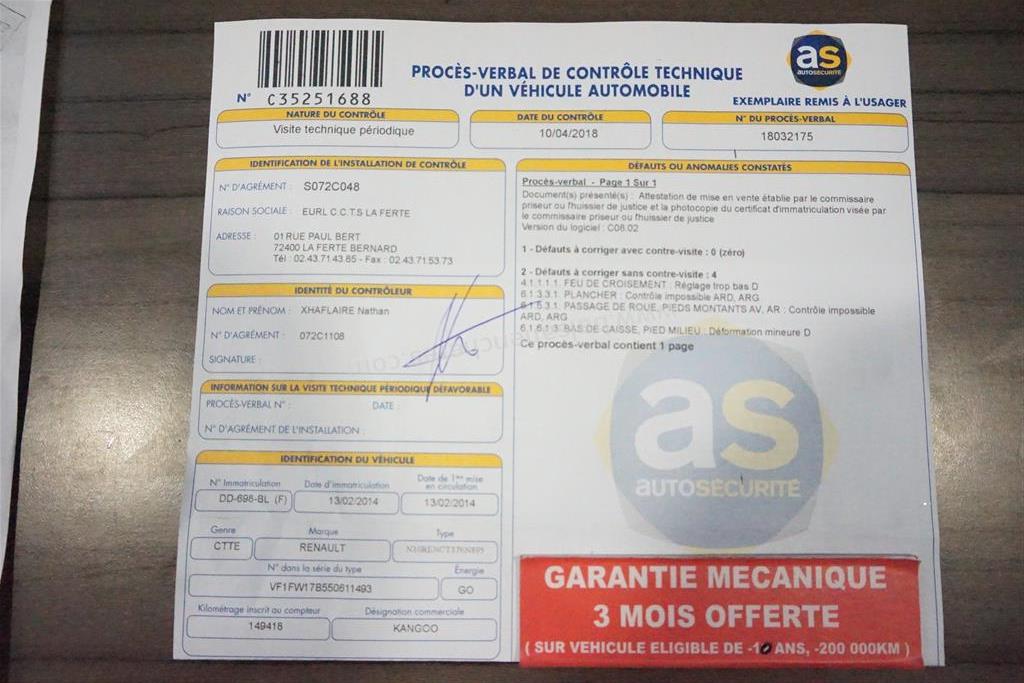 N° C35251688
PROCÈS-VERBAL DE CONTRÔLE TECHNIQUE
D'UN VÉHICULE AUTOMOBILE
as
AUTOSECURITE
EXEMPLAIRE REMIS À L'USAGER
NATURE DU CONTRÔLE
Visite technique périodique
DATE DU CONTRÔLE
10/04/2018
N° DU PROCÈS-VERBAL
18032175
IDENTIFICATION DE L'INSTALLATION DE CONTRÔLE
N° D'AGRÉMENT : S072C048
RAISON SOCIALE : EURL C.C.T.S LA FERTE
ADRESSE : 01 RUE PAUL BERT
72400 LA FERTE BERNARD
Tél : 02.43.71.43.85 - Fax : 02.43.71.53.73
IDENTITÉ DU CONTRÔLEUR
NOM ET PRÉNOM : XHAFLAIRE Nathan
N° D'AGRÉMENT : 072C1108
SIGNATURE :
INFORMATION SUR LA VISITE TECHNIQUE PÉRIODIQUE DÉFAVORABLE
PROCÈS-VERBAL N° : DATE :
N° D'AGRÉMENT DE L'INSTALLATION :
IDENTIFICATION DU VÉHICULE
N° Immatriculation Date d'immatriculation Date de 1ère mise
en circulation
DD-696-BL (F) 13/02/2014 13/02/2014
Genre Marque Type
CTTE RENAULT
N° dans la série du type Énergie
VF1FW17B550611493 GO
Kilométrage inscrit au compteur Désignation commerciale
149418 KANGOO
DÉFAUTS OU ANOMALIES CONSTATÉS
Procès-verbal - Page 1 Sur 1
Document(s) présenté(s) : Attestation de mise en vente établie par le commissaire
priseur ou l'huissier de justice et la photocopie du certificat d'immatriculation visée par
le commissaire priseur ou l'huissier de justice
Version du logiciel : C06.02
1 - Défauts à corriger avec contre-visite : 0 (zéro)
2 - Défauts à corriger sans contre-visite : 4
4.1.1.1.1. FEU DE CROISEMENT : Réglage trop bas D
6.1.3.3.1. PLANCHER : Contrôle impossible ARD, ARG
6.1.5.3.1. PASSAGE DE ROUE, PIEDS MONTANTS AV, AR : Contrôle impossible
ARD, ARG
6.1.6.1.3. BAS DE CAISSE, PIED MILIEU : Déformation mineure D
Ce procès-verbal contient 1 page
as
AUTOSECURITE
GARANTIE MECANIQUE
3 MOIS OFFERTE
( SUR VEHICULE ELIGIBLE DE -10 ANS, -200 000KM )